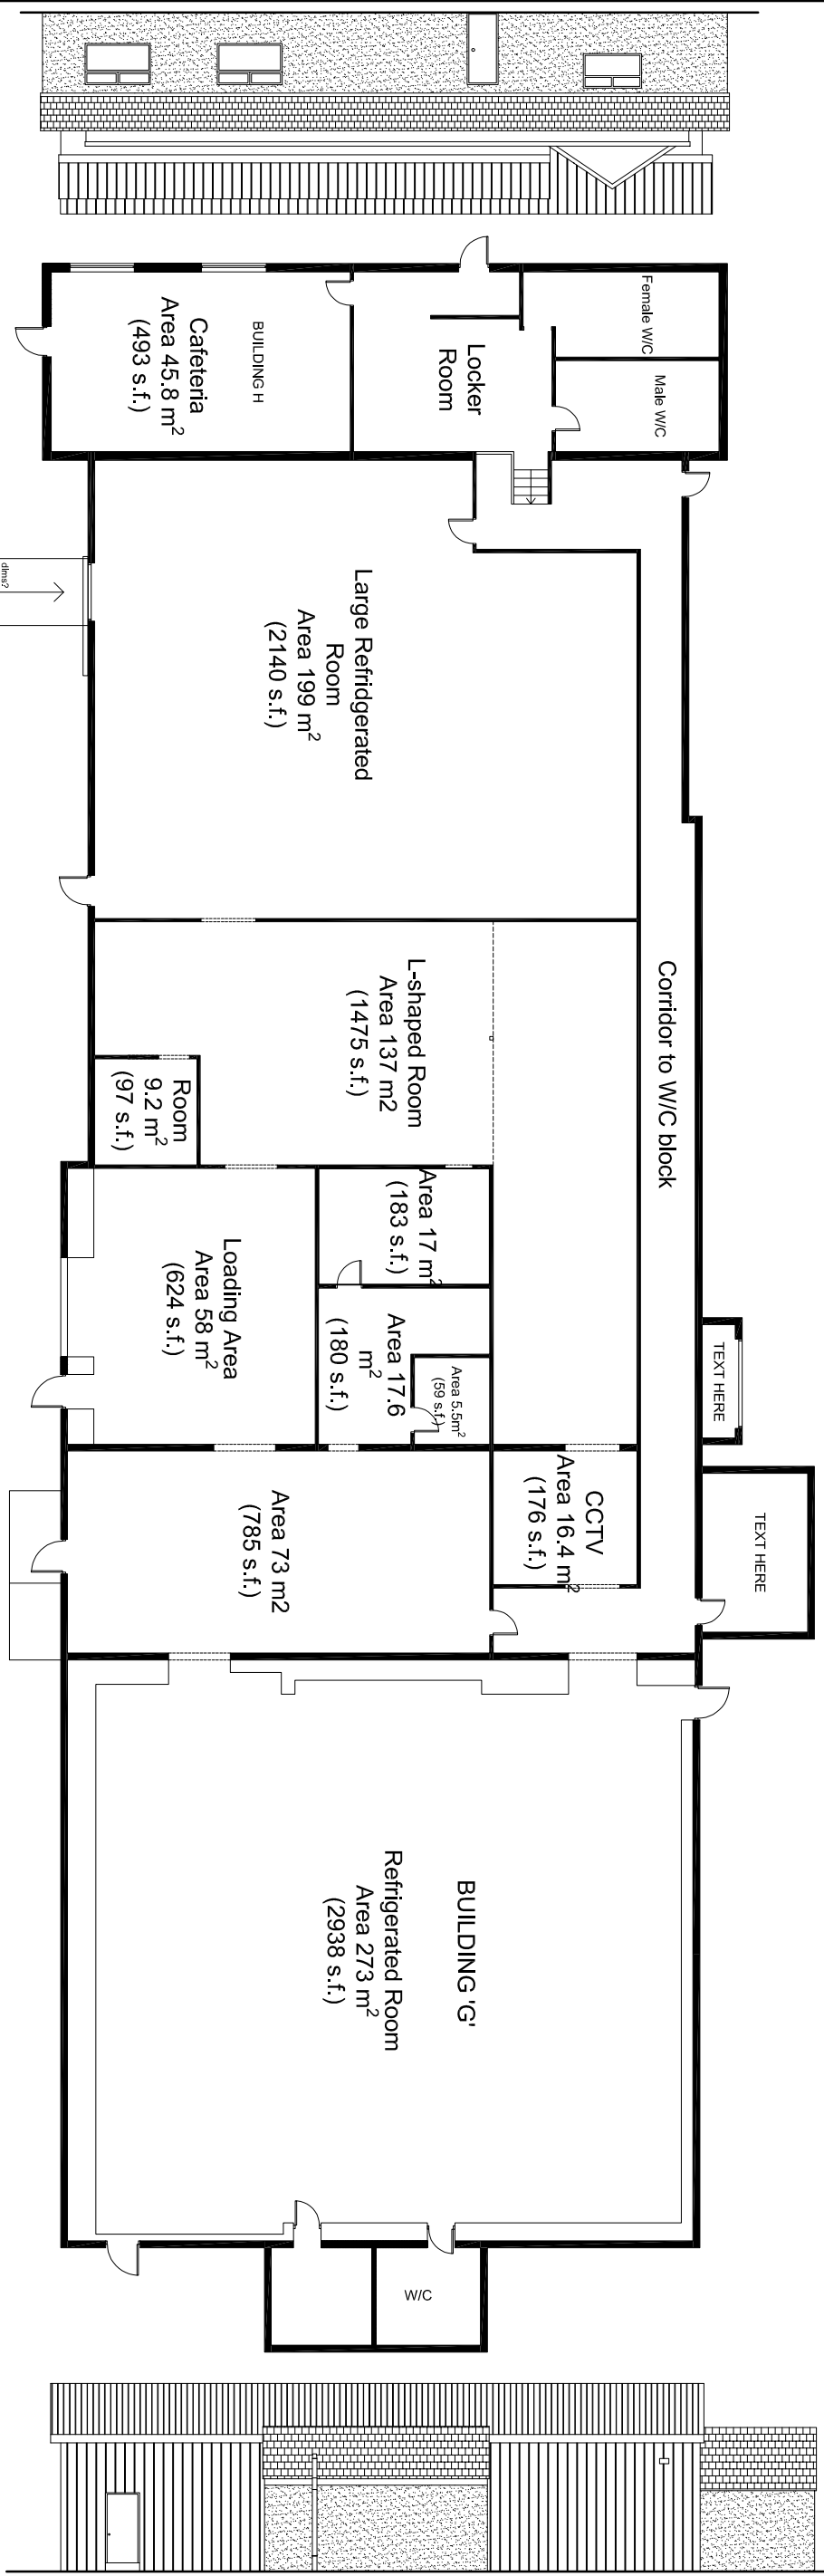 Female W/C
Male W/C
Locker
Room
BUILDING H
Cafeteria
Area 45.8 m²
(493 s.f.)
dims?
Large Refridgerated
Room
Area 199 m²
(2140 s.f.)
Corridor to W/C block
L-shaped Room
Area 137 m2
(1475 s.f.)
Room
9.2 m²
(97 s.f.)
Area 17 m²
(183 s.f.)
Loading Area
Area 58 m²
(624 s.f.)
Area 17.6
m²
(180 s.f.)
Area 5.5m²
(59 s.f.)
TEXT HERE
TEXT HERE
CCTV
Area 16.4 m²
(176 s.f.)
Area 73 m2
(785 s.f.)
BUILDING 'G'
Refrigerated Room
Area 273 m²
(2938 s.f.)
W/C